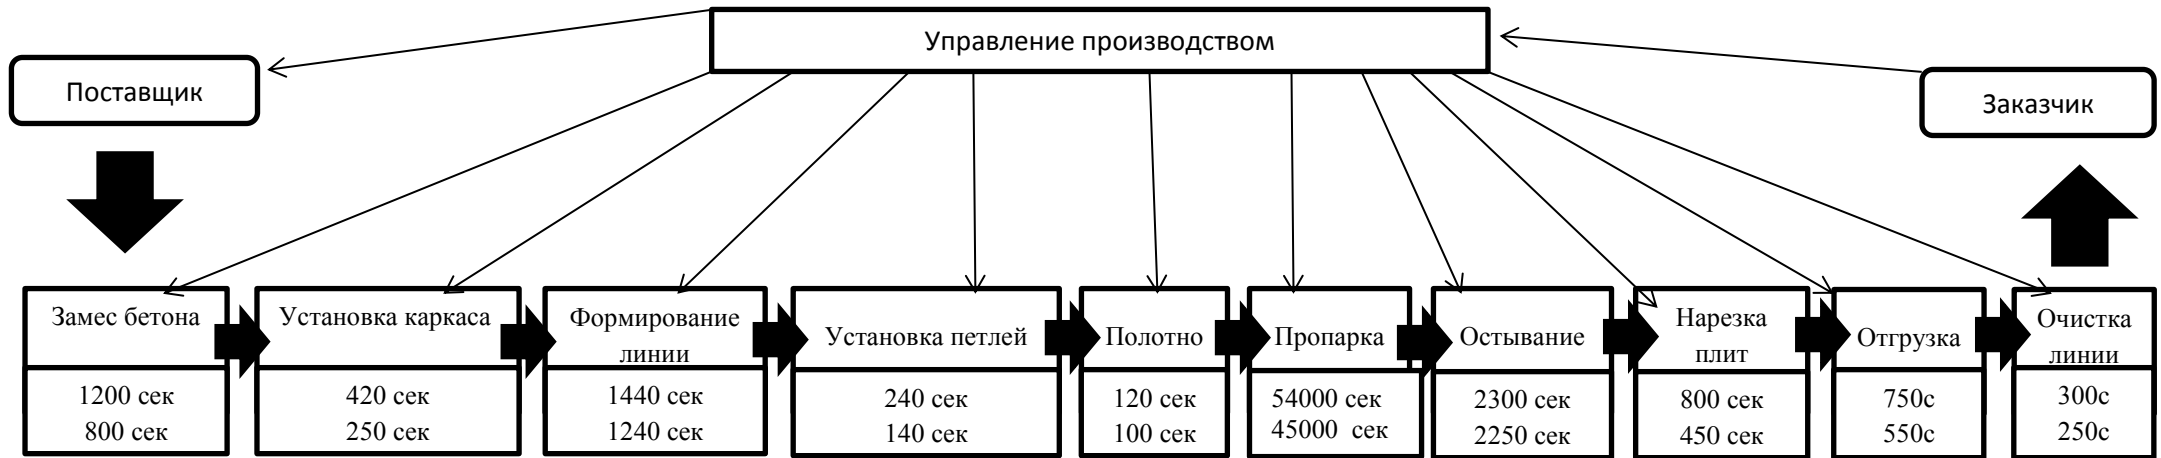 Управление производством
Поставщик
Заказчик
Замес бетона
1200 сек
800 сек
Установка каркаса
420 сек
250 сек
Формирование
линии
1440 сек
1240 сек
Установка петлей
240 сек
140 сек
Полотно
120 сек
100 сек
Пропарка
54000 сек
45000 сек
Остывание
2300 сек
2250 сек
Нарезка
плит
800 сек
450 сек
Отгрузка
750с
550с
Очистка
линии
300с
250с